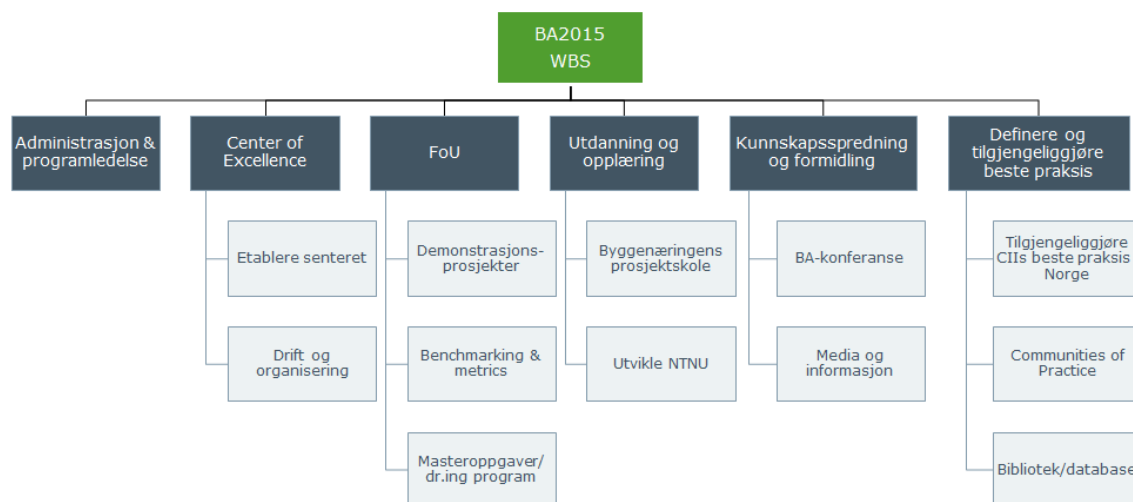 BA2015
WBS
Administrasjon &
programledelse
Center of
Excellence
FoU
Utdanning og
opplæring
Kunnskapsspredning
og formidling
Definere og
tilgjengeliggjøre
beste praksis
Etablere senteret
Demonstrasjons-
prosjekter
Byggenæringens
prosjektskole
BA-konferanse
Tilgjengeliggjøre
CIIs beste praksis i
Norge
Drift og
organisering
Benchmarking &
metrics
Utvikle NTNU
Media og
informasjon
Communities of
Practice
Masteroppgaver/
dr.ing program
Bibliotek/database